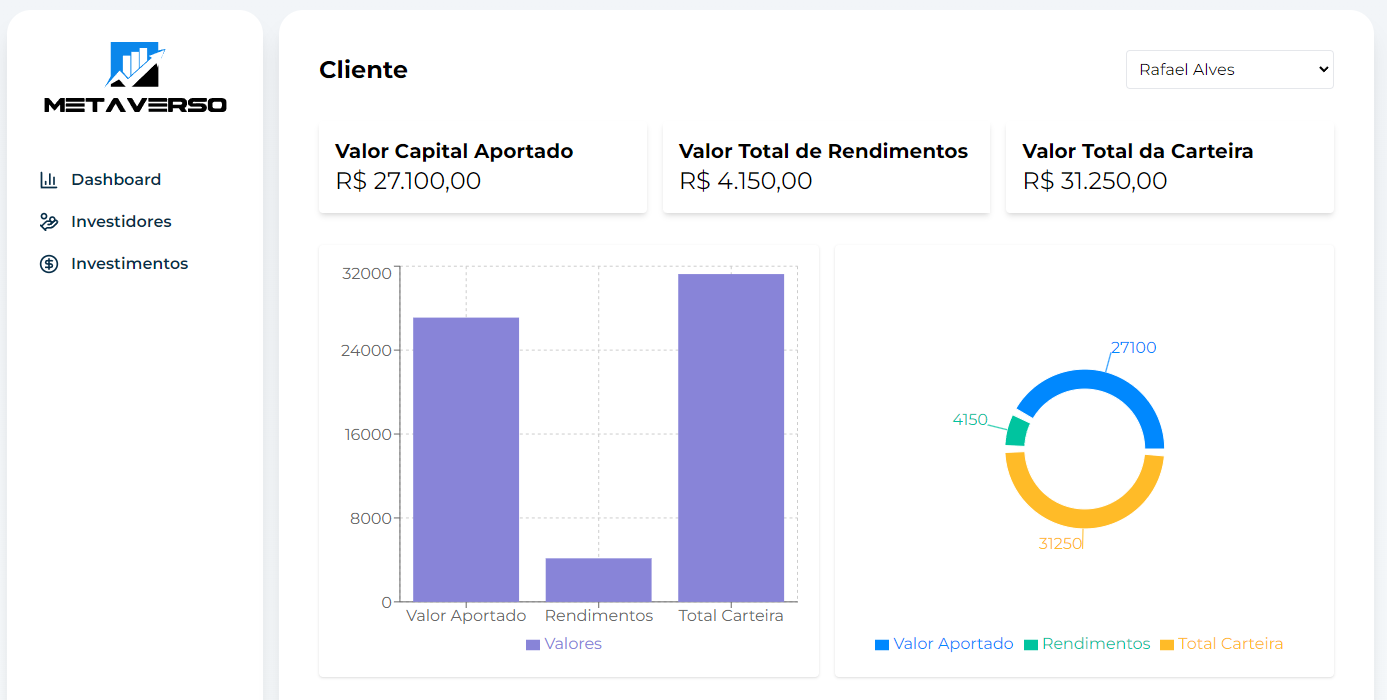 METAVERSO
Dashboard
Investidores
Investimentos
Cliente
Rafael Alves
Valor Capital Aportado
R$ 27.100,00
Valor Total de Rendimentos
R$ 4.150,00
Valor Total da Carteira
R$ 31.250,00
32000
24000
16000
8000
0
Valor Aportado Rendimentos Total Carteira
Valores
27100
4150
31250
Valor Aportado Rendimentos Total Carteira